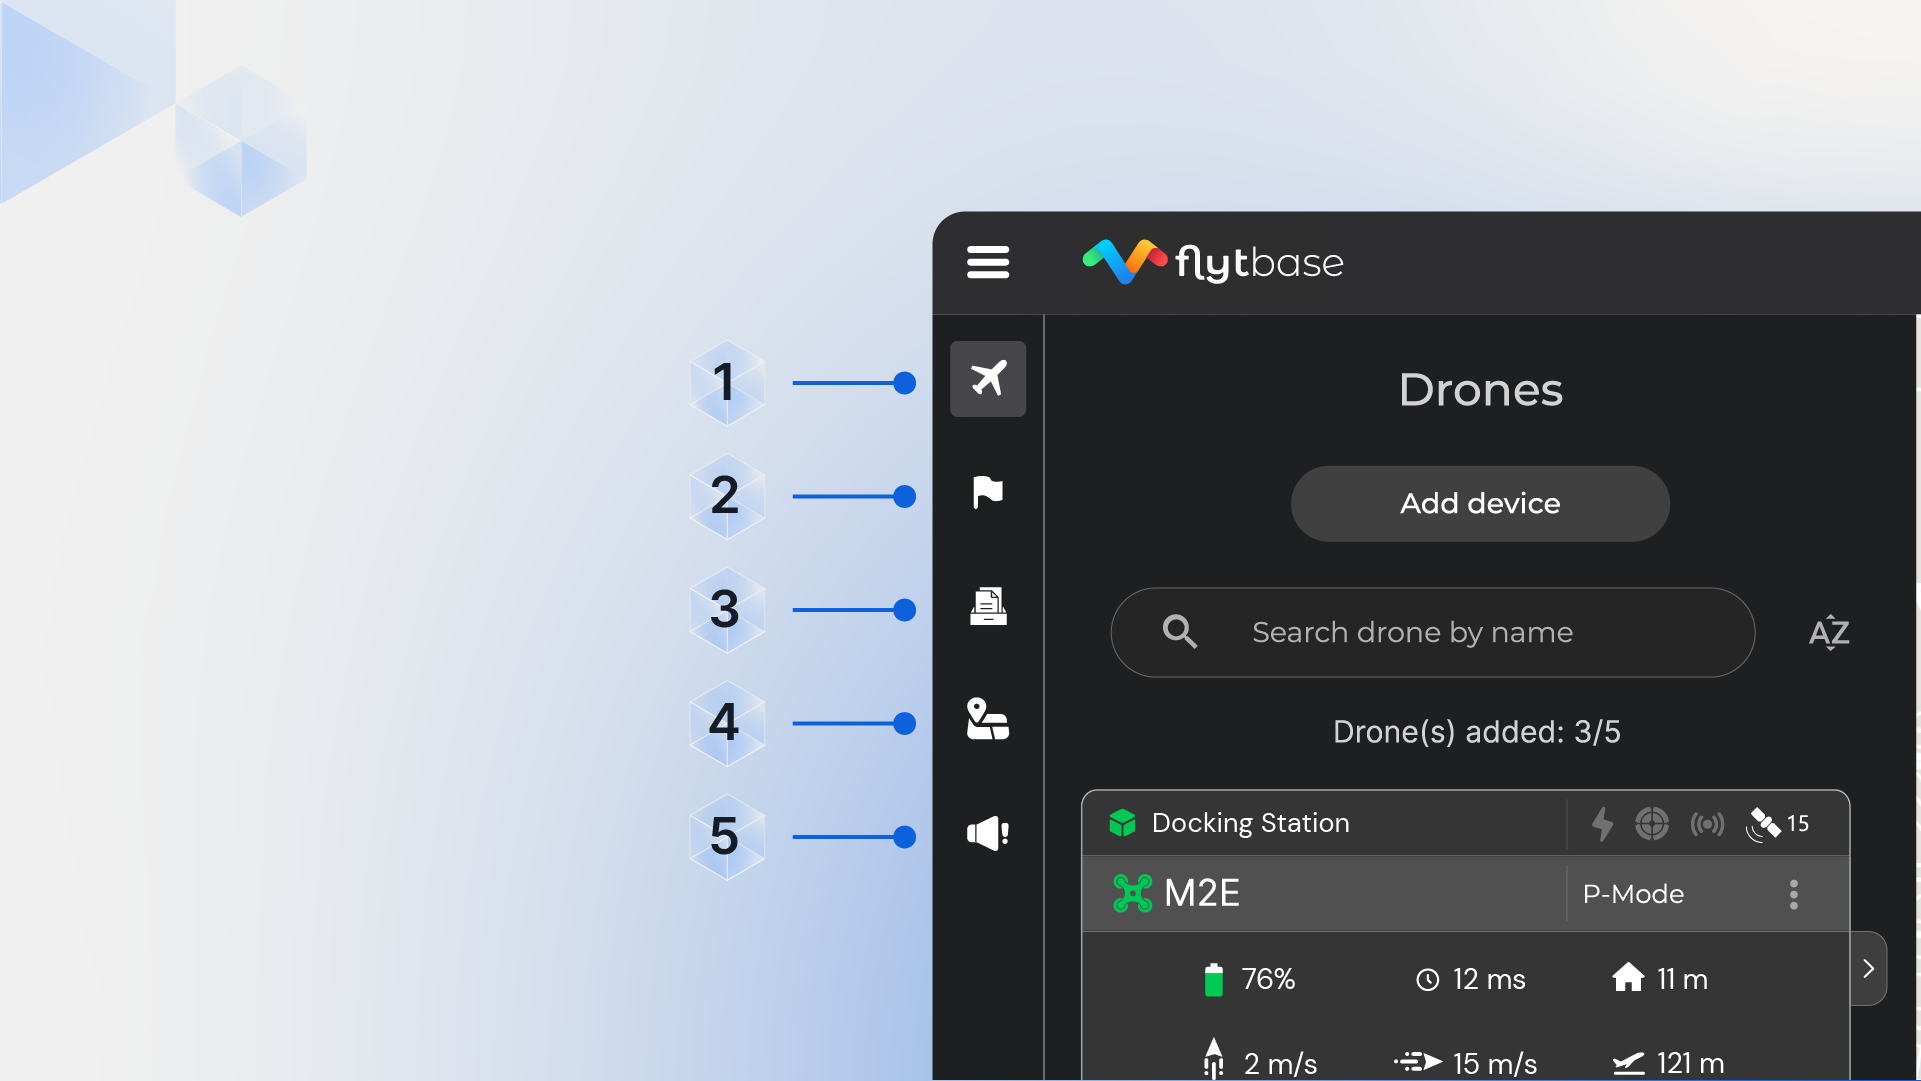 flytbase
1
2
3
4
5
Drones
Add device
Search drone by name
AZ
Drone(s) added: 3/5
Docking Station
15
M2E
P-Mode
76%
12 ms
11 m
2 m/s
15 m/s
121 m